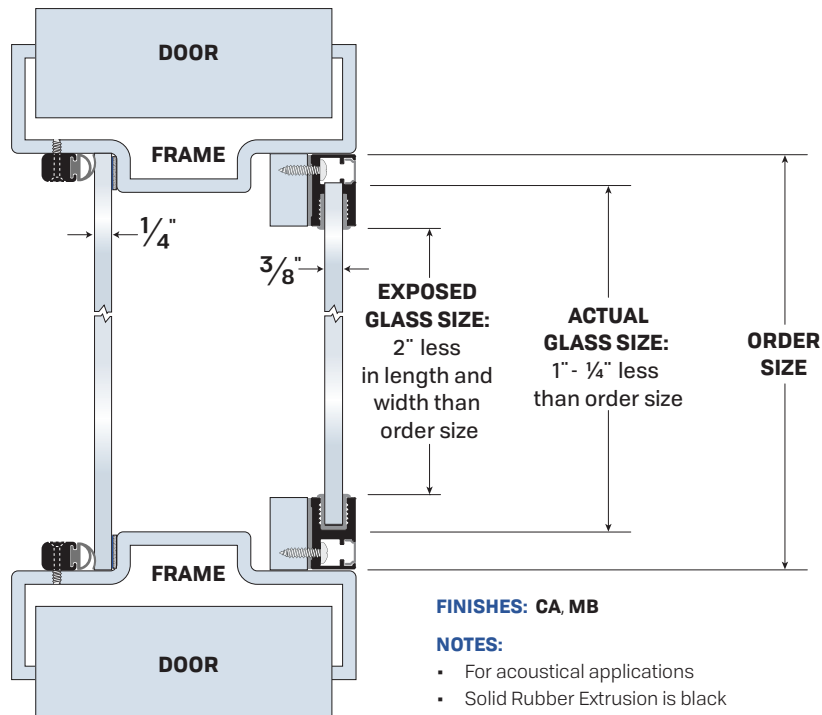 DOOR
FRAME
1/4"
3/8"
EXPOSED
GLASS SIZE:
2" less
in length and
width than
order size
ACTUAL
GLASS SIZE:
1"- ¼" less
than order size
ORDER
SIZE
FRAME
DOOR
FINISHES: CA, MB
NOTES:
▪ For acoustical applications
▪ Solid Rubber Extrusion is black